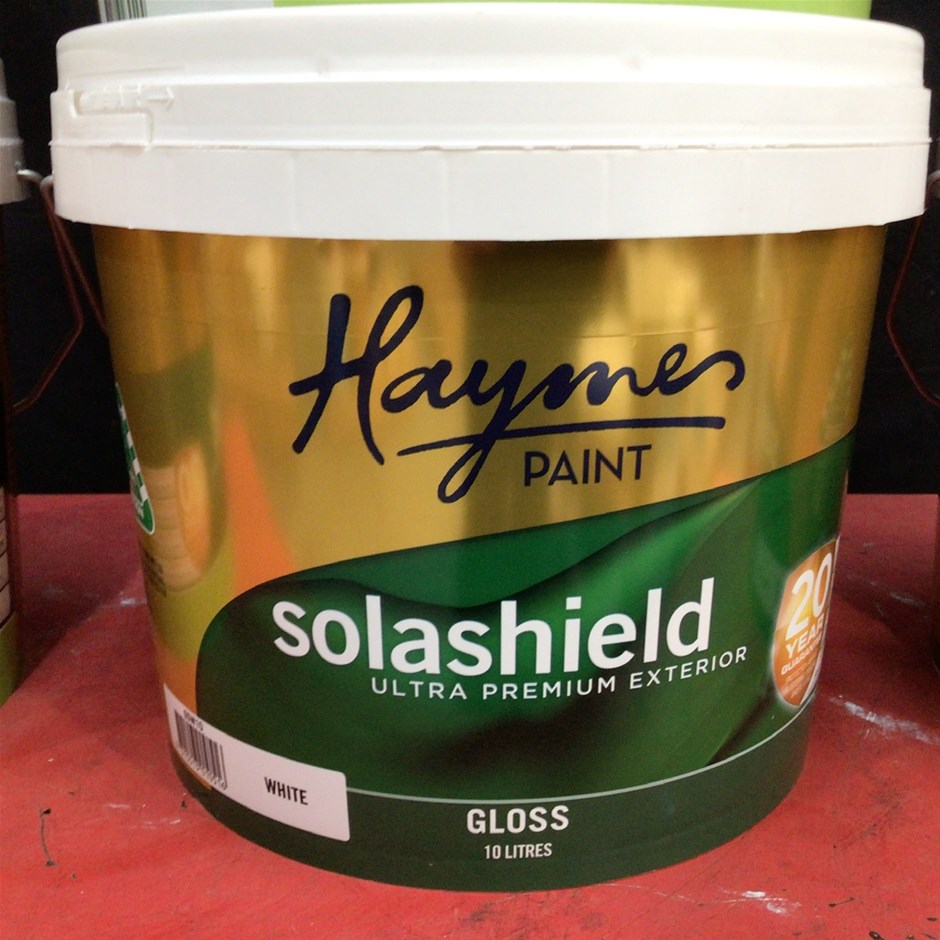 Haymes
PAINT
solashield
ULTRA PREMIUM EXTERIOR
20
YEAR
WHITE
GLOSS
10 LITRES